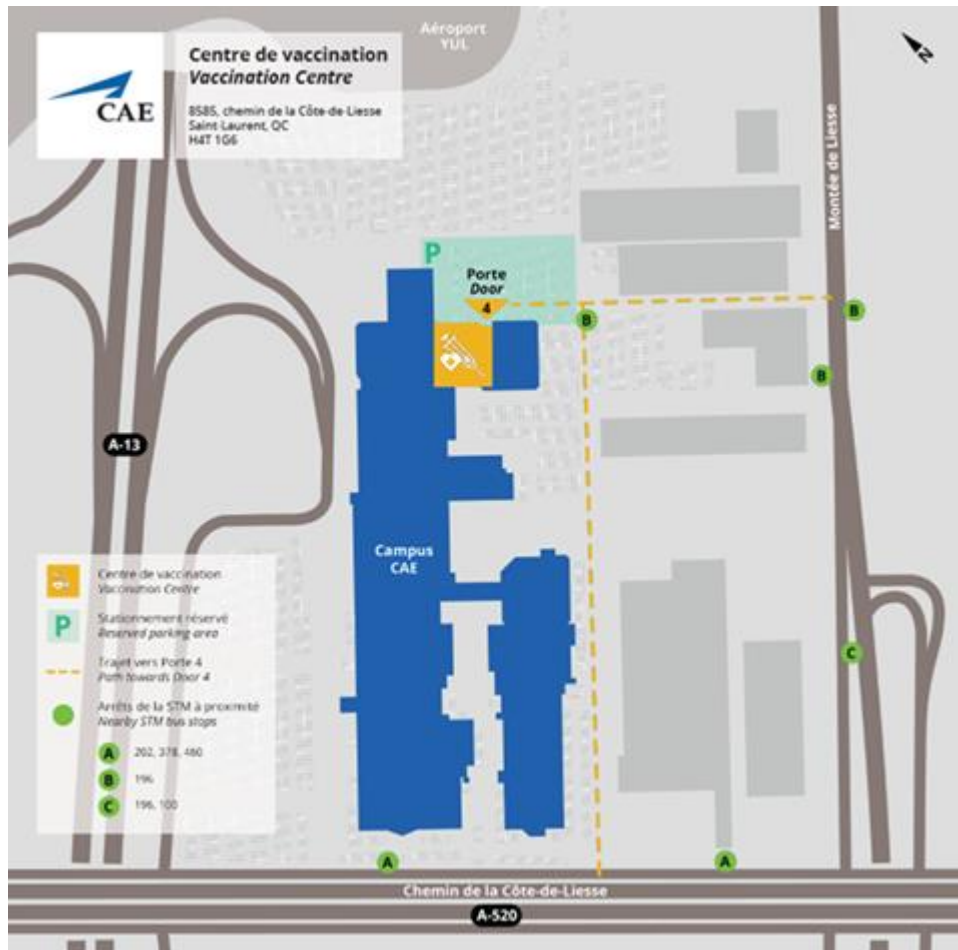 Aéroport
YUL
N
CAE
Centre de vaccination
Vaccination Centre
8585, chemin de la Côte-de-Liesse
Saint-Laurent, QC
H4T 1G6
Montée de Liesse
P
Porte
Door
4
B
B
B
A-13
Campus
CAE
Centre de vaccination
Vaccination Centre
P
Stationnement réservé
Reserved parking area
Trajet vers Porte 4
Path towards Door 4
Arrêts de la STM à proximité
Nearby STM bus stops
A 202, 378, 460
B 196
C 196, 100
C
A
A
Chemin de la Côte-de-Liesse
A-520